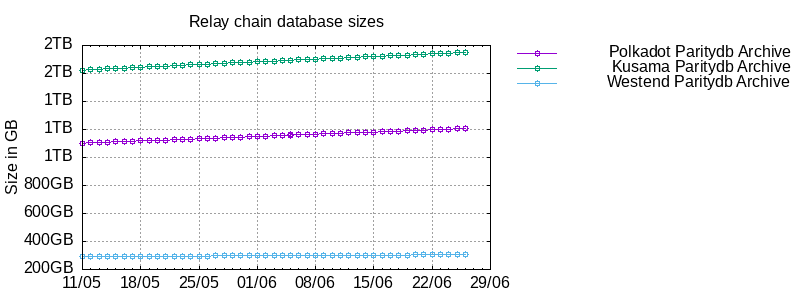 Relay chain database sizes
2TB
2TB
1TB
1TB
1TB
800GB
600GB
400GB
200GB
Size in GB
11/05 18/05 25/05 01/06 08/06 15/06 22/06 29/06
Polkadot Paritydb Archive
Kusama Paritydb Archive
Westend Paritydb Archive